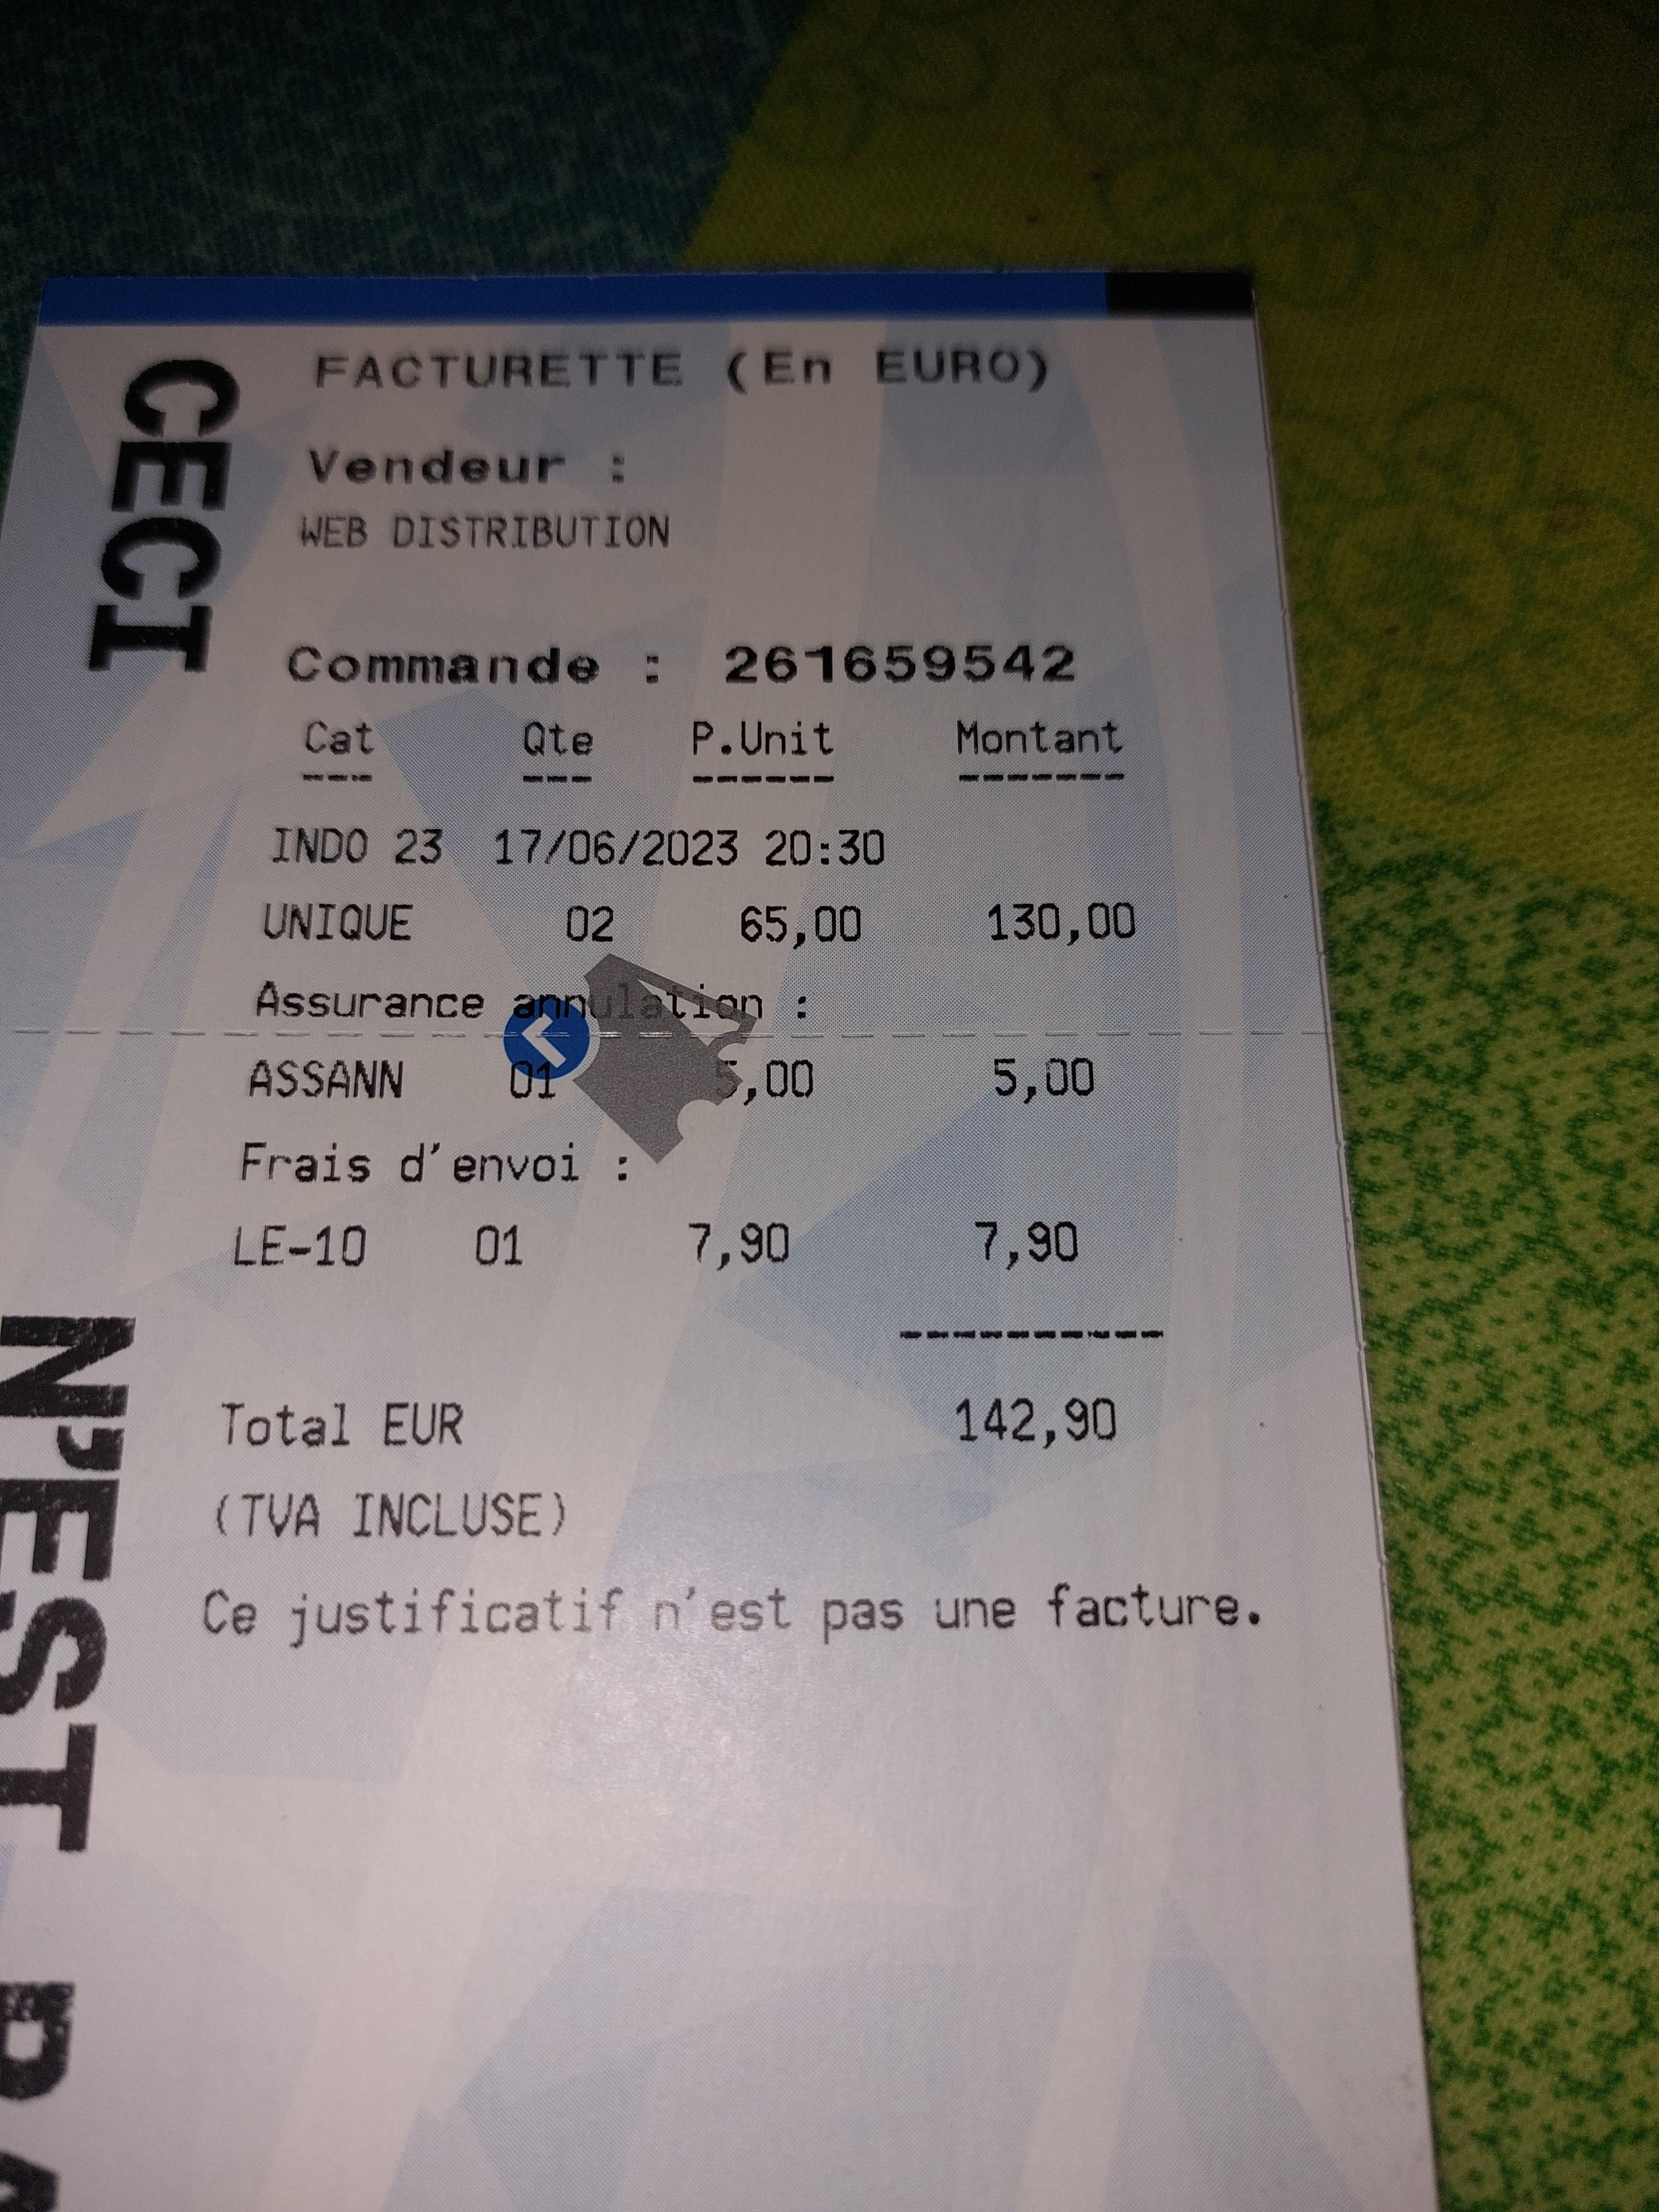 FACTURETTE (En EURO)
Vendeur :
WEB DISTRIBUTION
Commande : 261659542
Cat Qte P.Unit Montant
INDO 23 17/06/2023 20:30
UNIQUE 02 65,00 130,00
Assurance annulation :
ASSANN 01 5,00 5,00
Frais d'envoi :
LE-10 01 7,90 7,90
Total EUR 142,90
(TVA INCLUSE)
Ce justificatif n'est pas une facture.
CECI N'EST